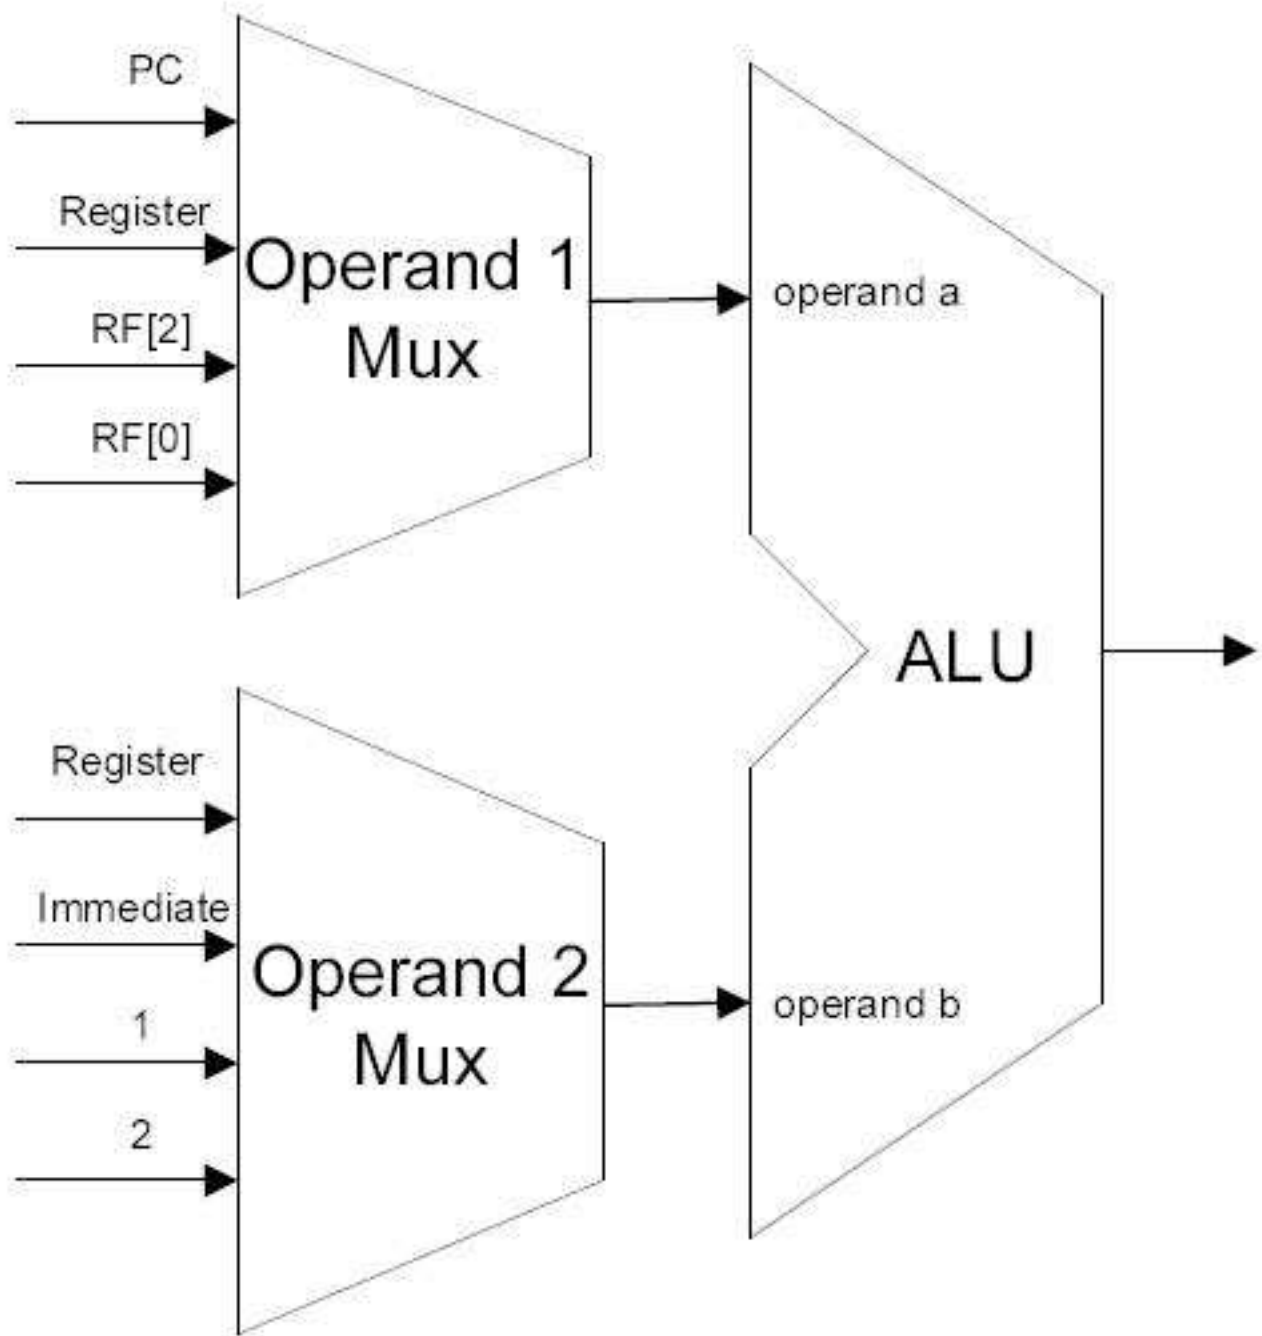 PC
Register
RF[2]
RF[0]
Operand 1
Mux
operand a
ALU
Register
Immediate
1
2
Operand 2
Mux
operand b